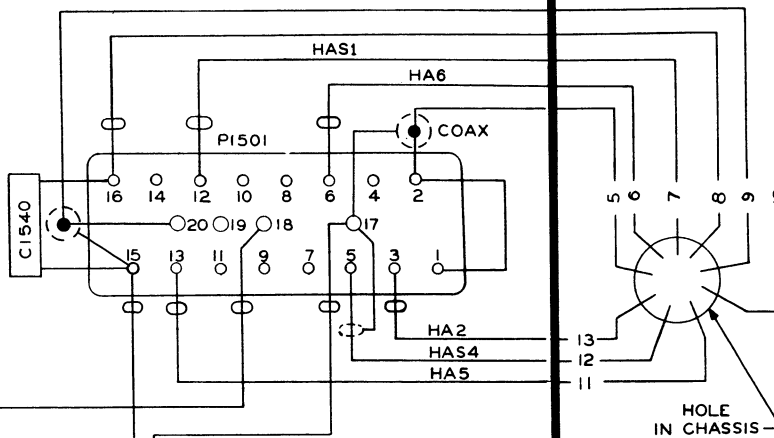 HAS1
HA6
P1501
COAX
16 14 12 10 8 6 4 2
5 6 7 8 9
C1540
20 19 18 17
15 13 11 9 7 5 3 1
HA2
13
HAS4
12
HA5
11
HOLE
IN CHASSIS